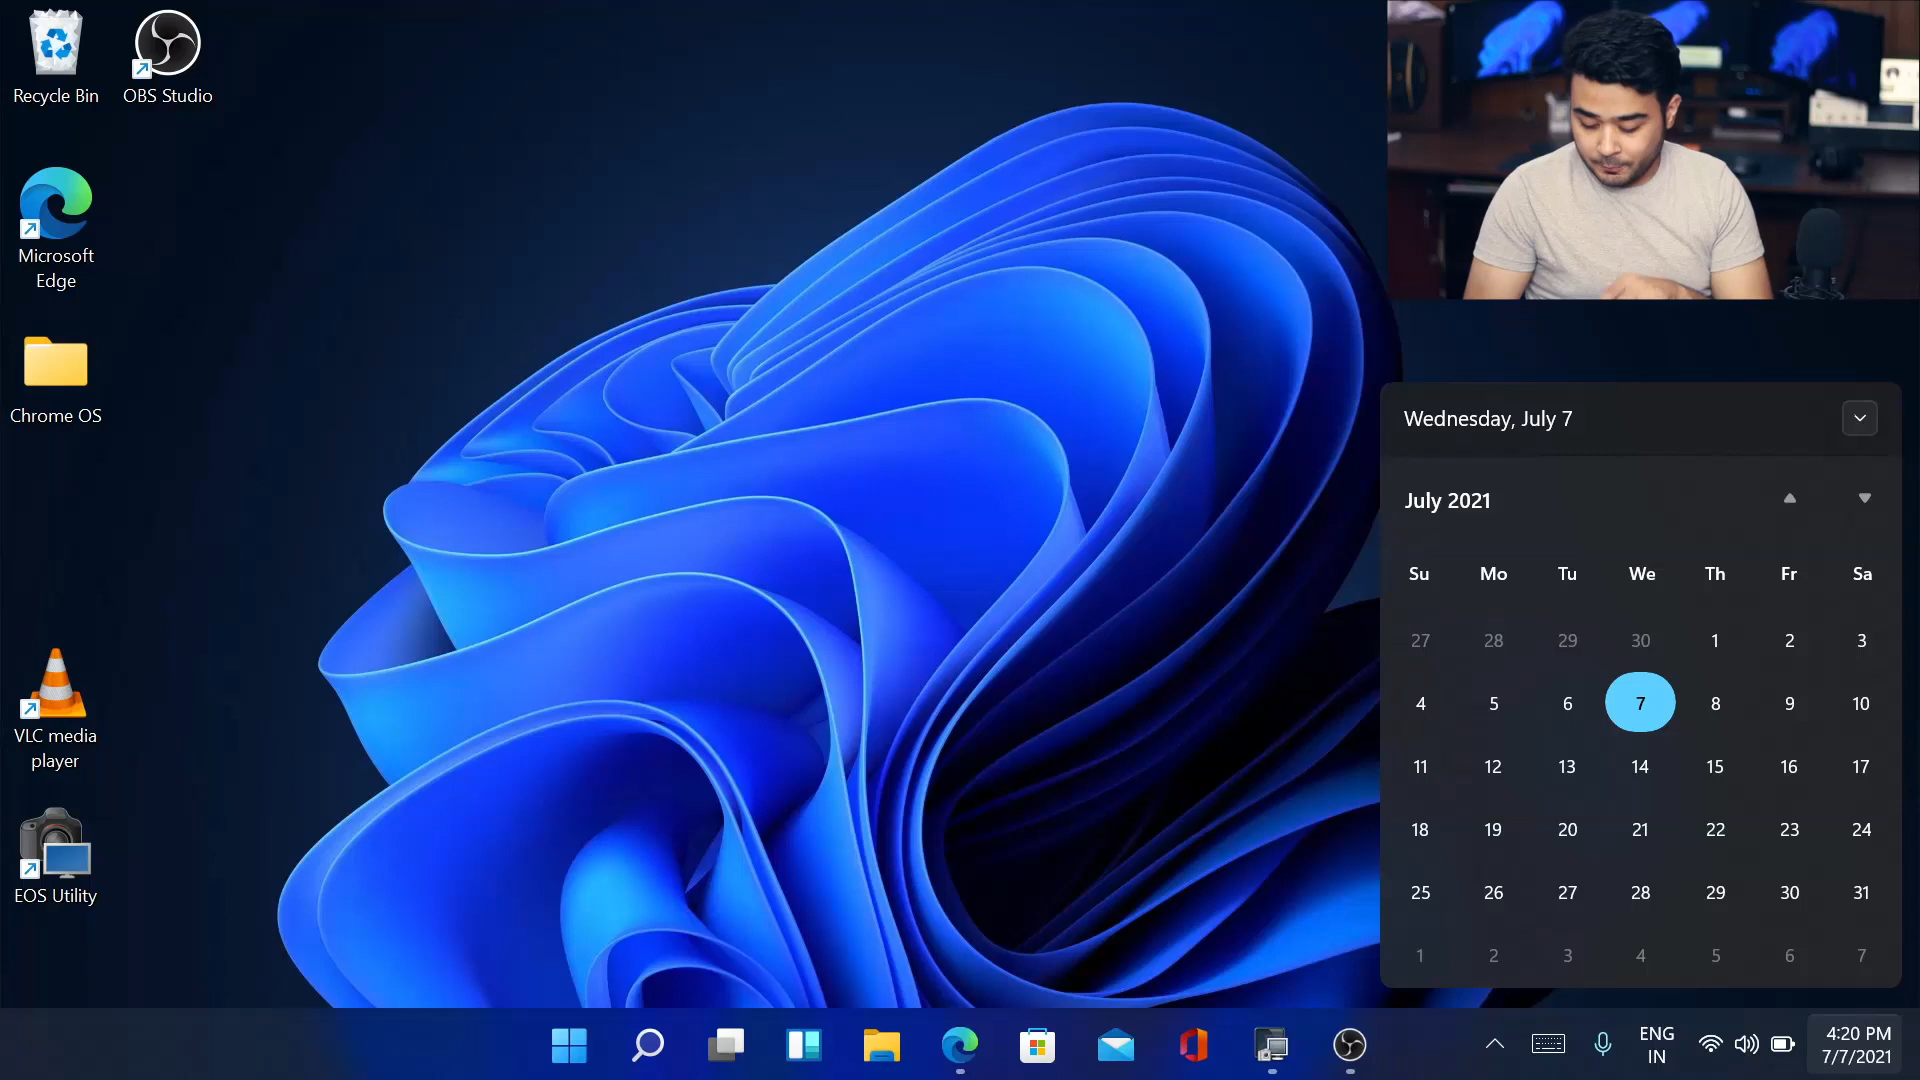 Recycle Bin
OBS Studio
Microsoft
Edge
Chrome OS
VLC media
player
EOS Utility
Wednesday, July 7
July 2021
Su Mo Tu We Th Fr Sa
27 28 29 30 1 2 3
4 5 6 7 8 9 10
11 12 13 14 15 16 17
18 19 20 21 22 23 24
25 26 27 28 29 30 31
1 2 3 4 5 6 7
ENG
IN
4:20 PM
7/7/2021